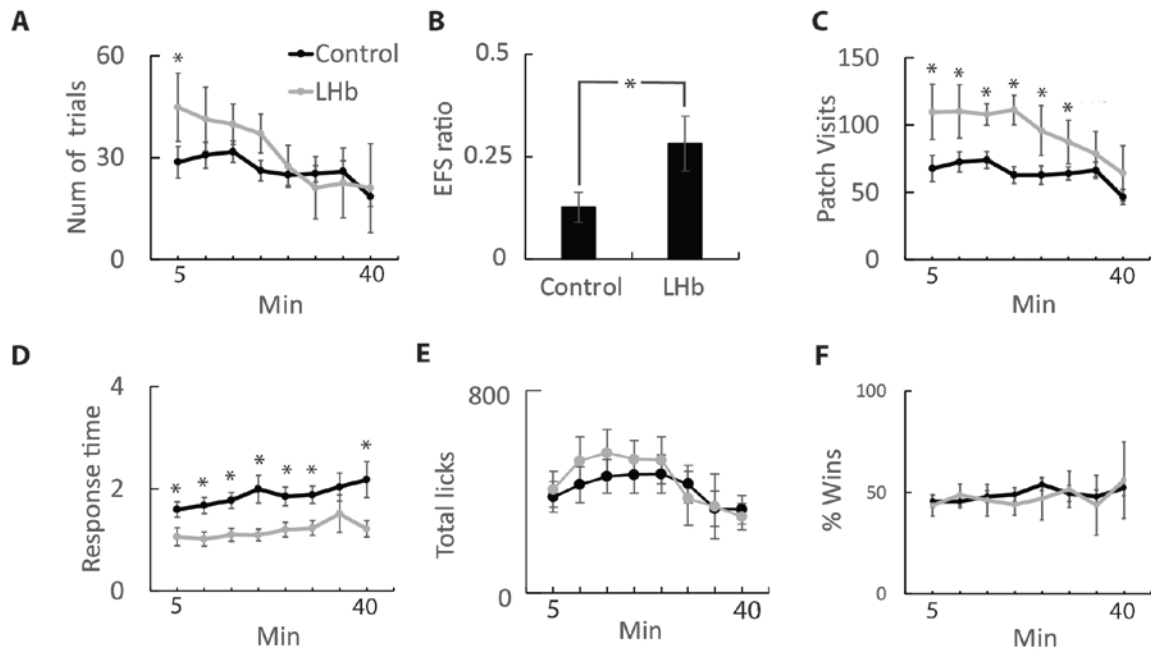 A
Num of trials
60
30
0
*
Control
LHb
5
40
Min
B
EFS ratio
0.5
0.25
0
*
Control
LHb
C
Patch Visits
150
100
50
0
* * * * * *
5
40
Min
D
Response time
4
2
0
* * * * * * *
5
40
Min
E
Total licks
800
0
5
40
Min
F
% Wins
100
50
0
5
40
Min